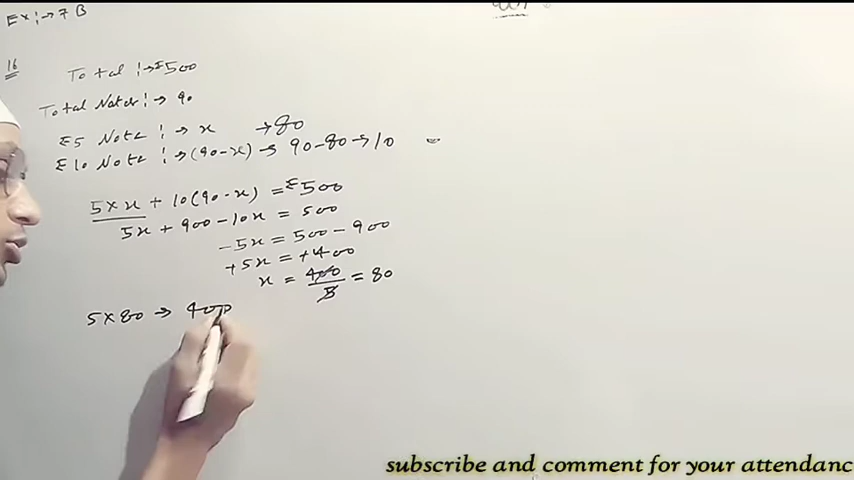 Ex :→ 7 B
16
Total :→ £500
Total Notes :→ 90
£5 Note :→ x → 80
£10 Note :→ (90-x) → 90-80 → 10 =
5×x + 10(90-x) = £500
5x + 900 - 10x = 500
-5x = 500 - 900
+5x = +400
x = 400/5 = 80
5×80 → 400
subscribe and comment for your attendanc